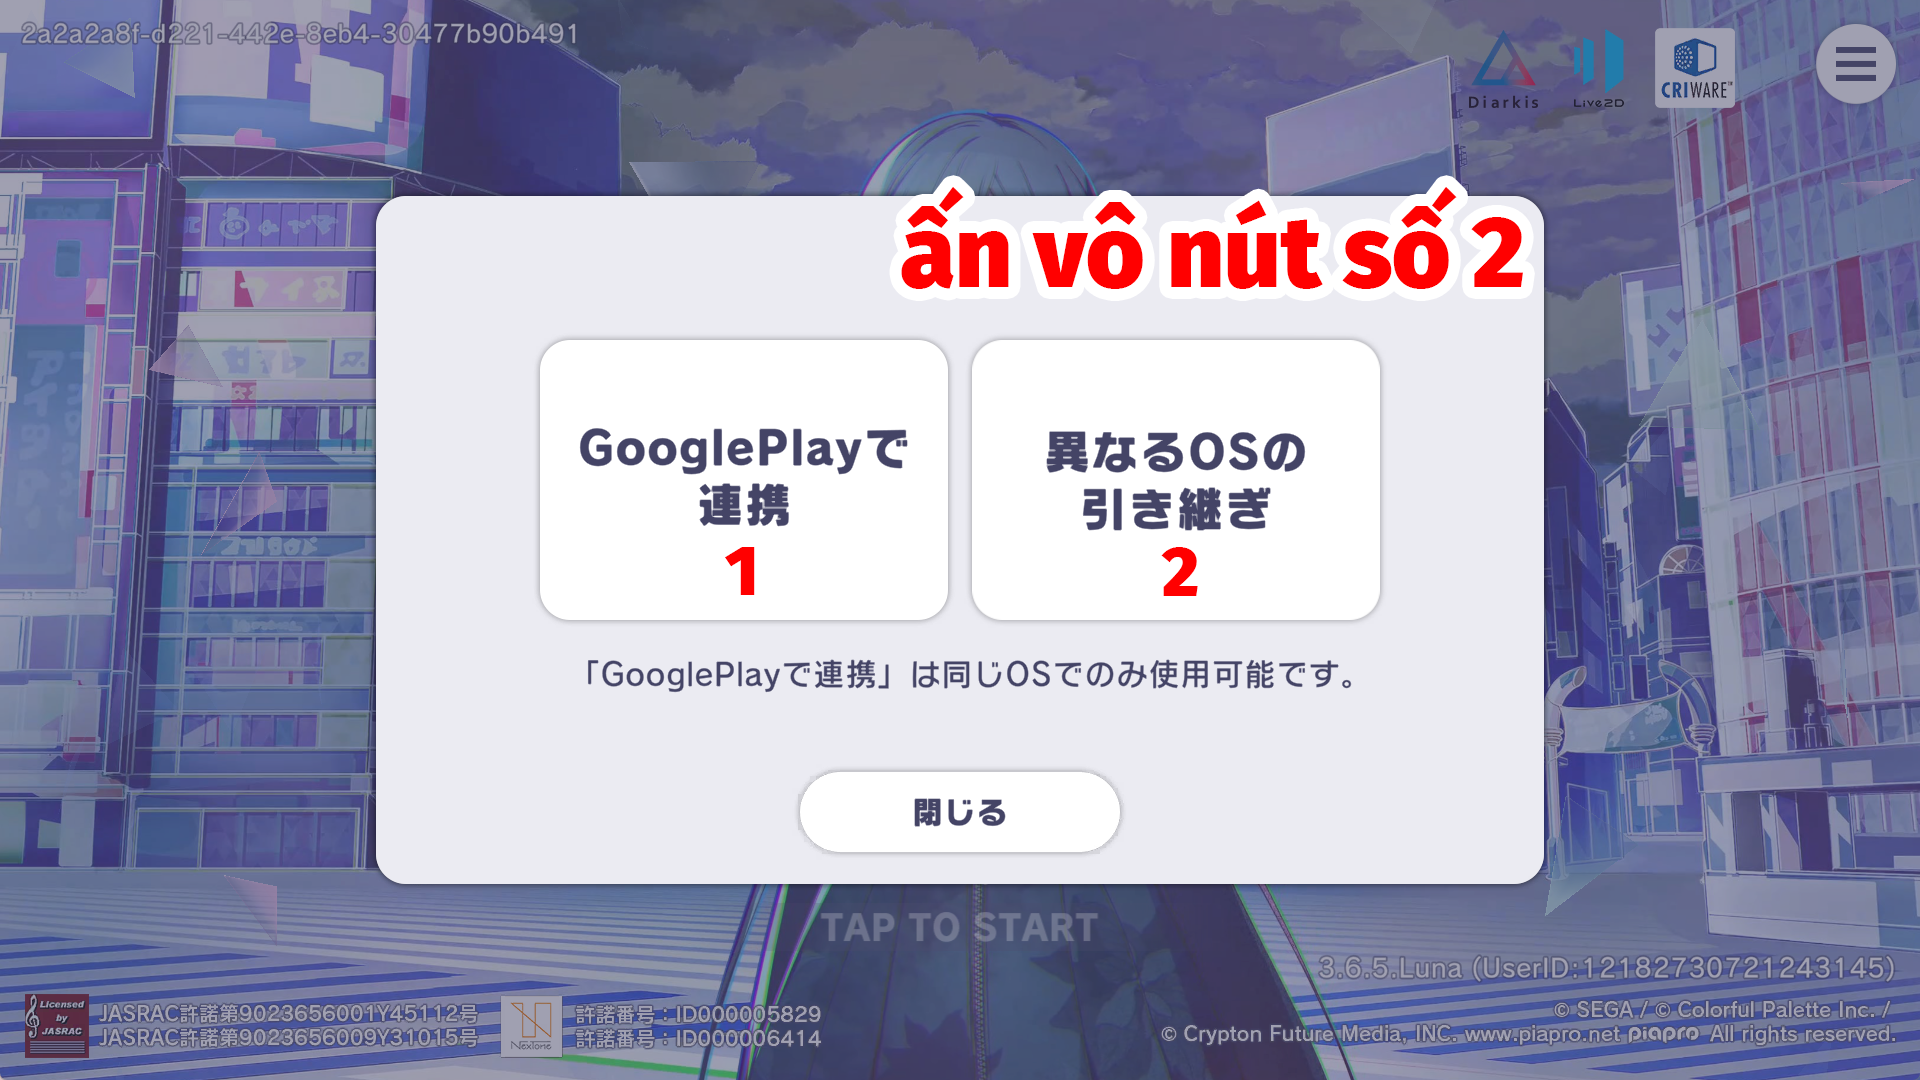 2a2a2a8f-d221-442e-8eb4-30477b90b491
Diarkis
Live2D
CRIWARE™
ấn vô nút số 2
GooglePlayで
連携
1
異なるOSの
引き継ぎ
2
「GooglePlayで連携」は同じOSでのみ使用可能です。
閉じる
TAP TO START
3.6.5.Luna (UserID:121827307212431​45)
Licensed
by
JASRAC
JASRAC許諾第9023656001Y45112号
JASRAC許諾第9023656009Y31015号
NexTone
許諾番号：ID000005829
許諾番号：ID000006414
© SEGA / © Colorful Palette Inc. /
© Crypton Future Media, INC. www.piapro.net piapro All rights reserved.